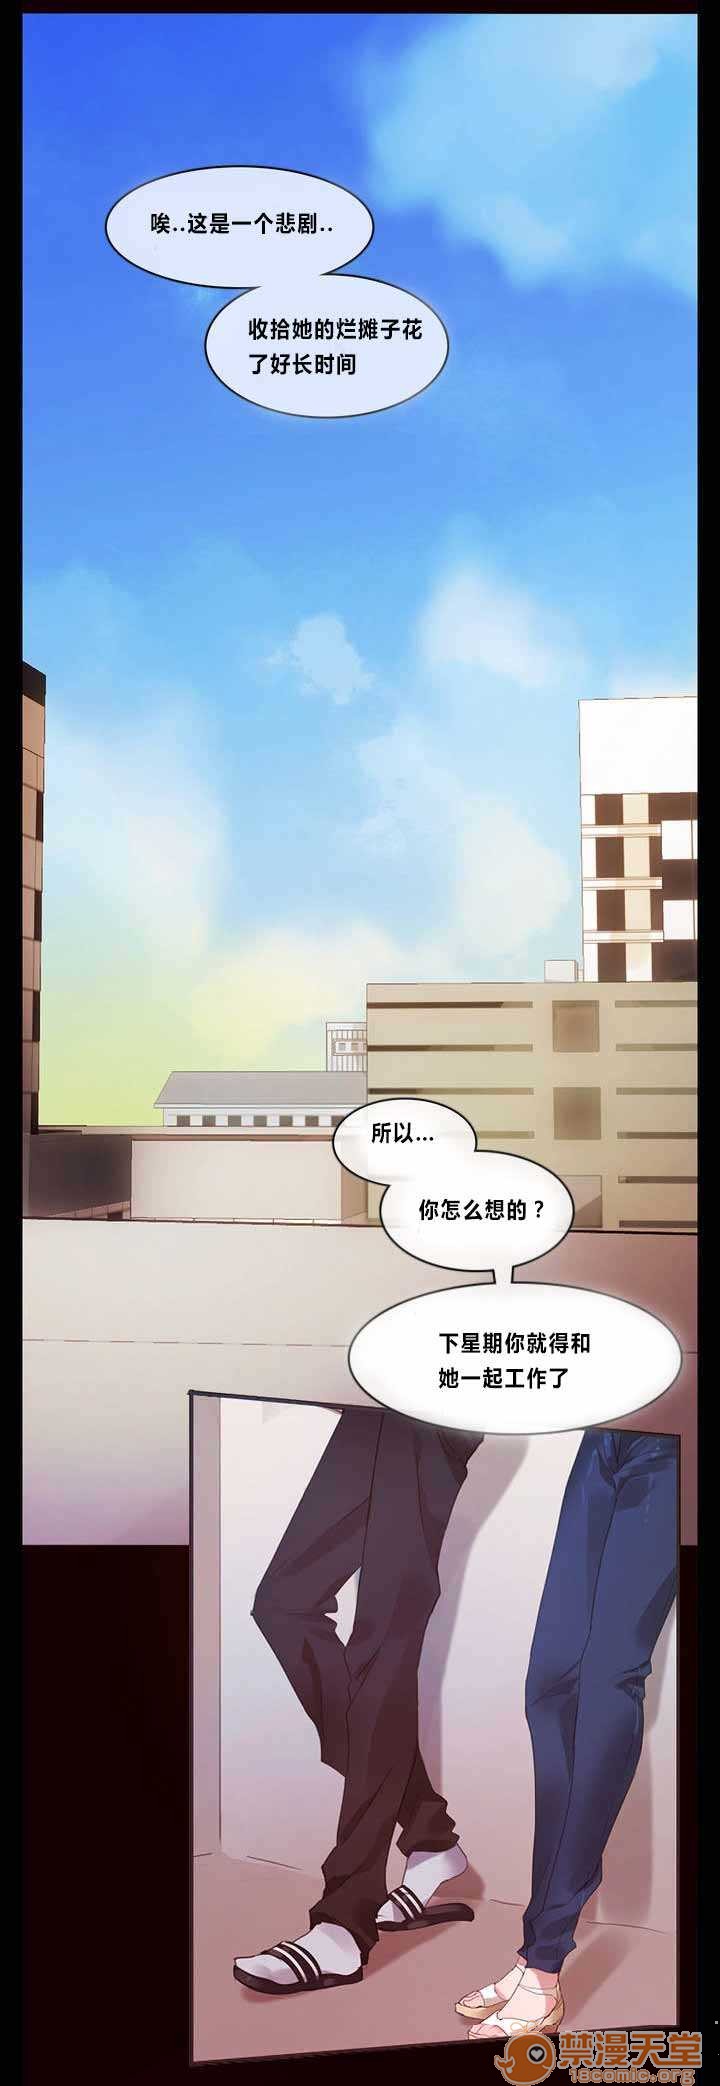 唉..这是一个悲剧..
收拾她的烂摊子花
了好长时间
所以...
你怎么想的？
下星期你就得和
她一起工作了
禁漫天堂
18comic.org